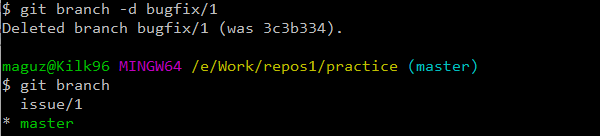 $ git branch -d bugfix/1
Deleted branch bugfix/1 (was 3c3b334).
maguz@Kilk96 MINGW64 /e/Work/repos1/practice (master)
$ git branch
  issue/1
* master